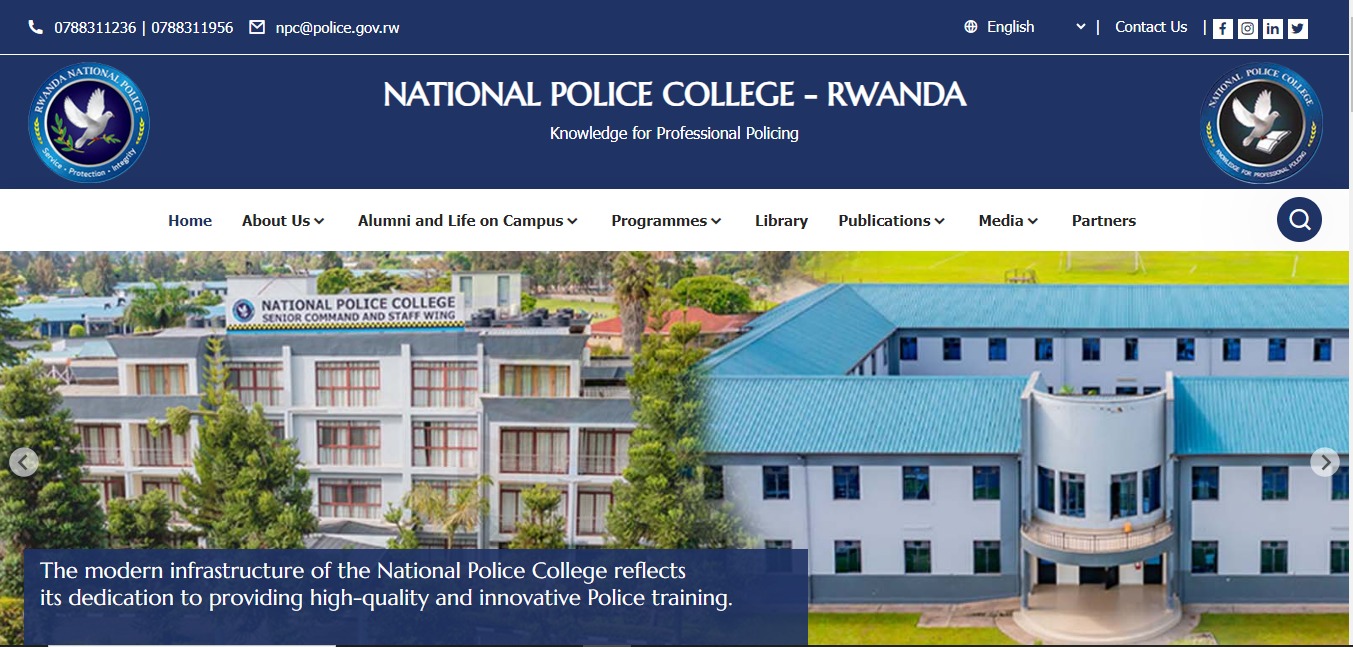 0788311236 | 0788311956 npc@police.gov.rw English | Contact Us |
RWANDA NATIONAL POLICE
Service - Protection - Integrity
NATIONAL POLICE COLLEGE - RWANDA
Knowledge for Professional Policing
NATIONAL POLICE COLLEGE
KNOWLEDGE FOR PROFESSIONAL POLICING
Home About Us Alumni and Life on Campus Programmes Library Publications Media Partners
NATIONAL POLICE COLLEGE
SENIOR COMMAND AND STAFF WING
The modern infrastructure of the National Police College reflects
its dedication to providing high-quality and innovative Police training.